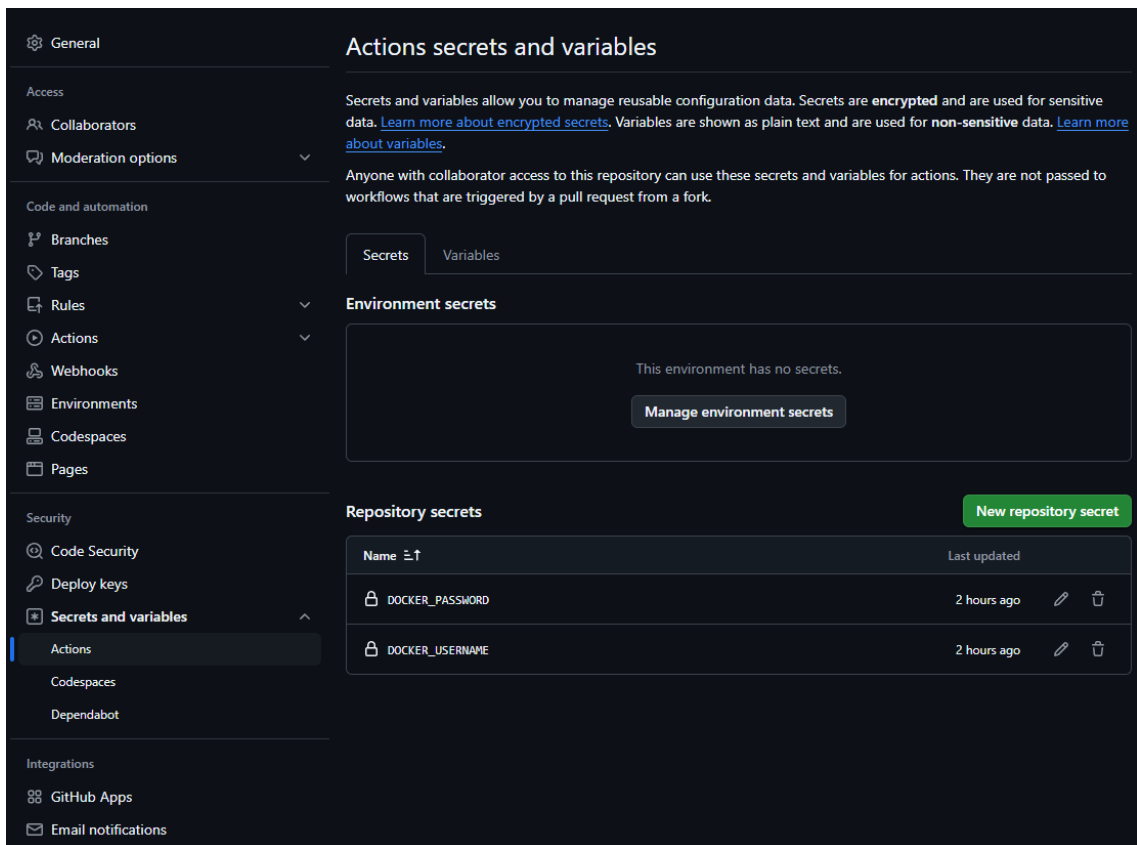 General
Access
Collaborators
Moderation options
Code and automation
Branches
Tags
Rules
Actions
Webhooks
Environments
Codespaces
Pages
Security
Code Security
Deploy keys
Secrets and variables
Actions
Codespaces
Dependabot
Integrations
GitHub Apps
Email notifications
Actions secrets and variables
Secrets and variables allow you to manage reusable configuration data. Secrets are encrypted and are used for sensitive
data. Learn more about encrypted secrets. Variables are shown as plain text and are used for non-sensitive data. Learn more
about variables.
Anyone with collaborator access to this repository can use these secrets and variables for actions. They are not passed to
workflows that are triggered by a pull request from a fork.
Secrets Variables
Environment secrets
This environment has no secrets.
Manage environment secrets
Repository secrets New repository secret
Name Last updated
DOCKER_PASSWORD 2 hours ago
DOCKER_USERNAME 2 hours ago